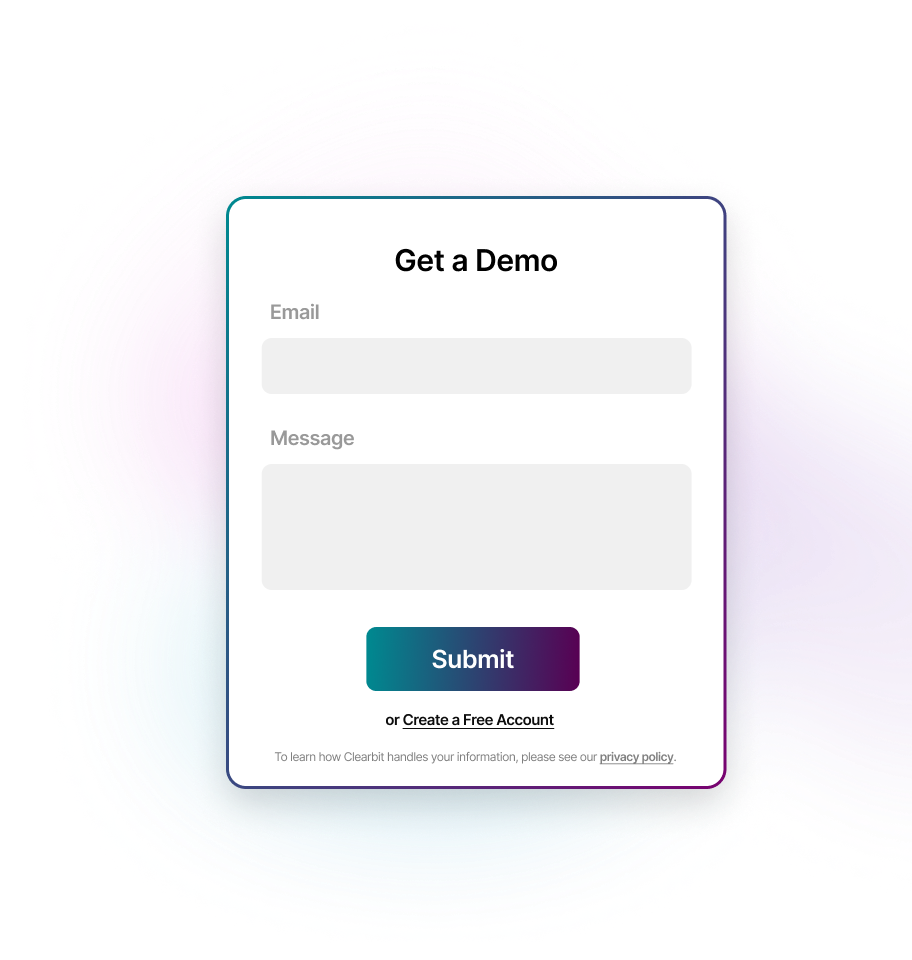 Get a Demo
Email
Message
Submit
or Create a Free Account
To learn how Clearbit handles your information, please see our privacy policy.